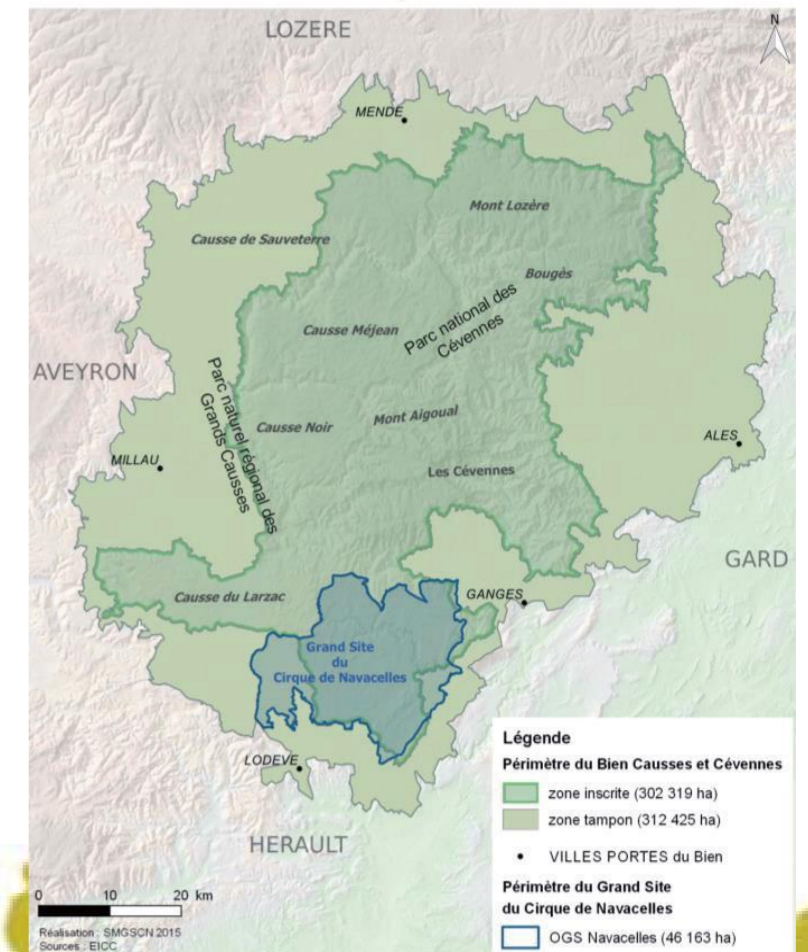 LOZERE
N
MENDE
Mont Lozère
Causse de Sauveterre
Bougès
Causse Méjean
Parc national des
Cévennes
AVEYRON
Parc naturel régional des
Grands Causses
Causse Noir
Mont Aigoual
ALES
MILLAU
Les Cévennes
GARD
Causse du Larzac
GANGES
Grand Site
du
Cirque de Navacelles
LODEVE
HERAULT
Légende
Périmètre du Bien Causses et Cévennes
zone inscrite (302 319 ha)
zone tampon (312 425 ha)
VILLES PORTES du Bien
Périmètre du Grand Site
du Cirque de Navacelles
OGS Navacelles (46 163 ha)
0 10 20 km
Réalisation : SMGSCN 2015
Sources : EICC